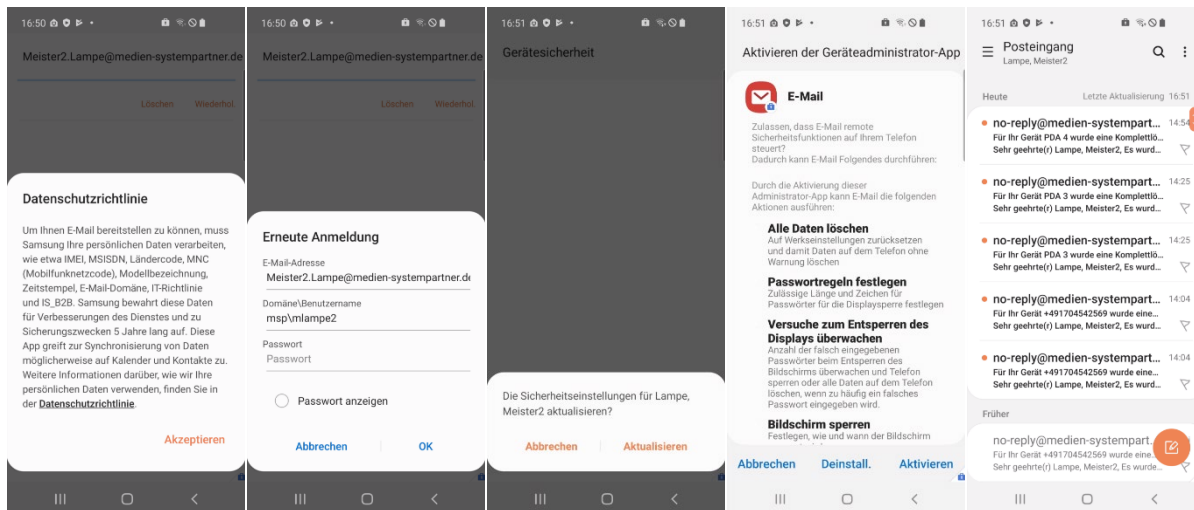 16:50
Meister2.Lampe@medien-systempartner.de
Löschen Wiederhol.
Datenschutzrichtlinie
Um Ihnen E-Mail bereitstellen zu können, muss
Samsung Ihre persönlichen Daten verarbeiten,
wie etwa IMEI, MSISDN, Ländercode, MNC
(Mobilfunknetzcode), Modellbezeichnung,
Zeitstempel, E-Mail-Domäne, IT-Richtlinie
und IS_B2B. Samsung bewahrt diese Daten
für Verbesserungen des Dienstes und zu
Sicherungszwecken 5 Jahre lang auf. Diese
App greift zur Synchronisierung von Daten
möglicherweise auf Kalender und Kontakte zu.
Weitere Informationen darüber, wie wir Ihre
persönlichen Daten verwenden, finden Sie in
der Datenschutzrichtlinie.
Akzeptieren
16:50
Meister2.Lampe@medien-systempartner.de
Löschen Wiederhol.
Erneute Anmeldung
E-Mail-Adresse
Meister2.Lampe@medien-systempartner.de
Domäne\Benutzername
msp\mlampe2
Passwort
Passwort
Passwort anzeigen
Abbrechen OK
16:51
Gerätesicherheit
Die Sicherheitseinstellungen für Lampe,
Meister2 aktualisieren?
Abbrechen Aktualisieren
16:51
Aktivieren der Geräteadministrator-App
E-Mail
Zulassen, dass E-Mail remote
Sicherheitsfunktionen auf Ihrem Telefon
steuert?
Dadurch kann E-Mail Folgendes durchführen:
Durch die Aktivierung dieser
Administrator-App kann E-Mail die folgenden
Aktionen ausführen:
Alle Daten löschen
Auf Werkseinstellungen zurücksetzen
und damit Daten auf dem Telefon ohne
Warnung löschen
Passwortregeln festlegen
Zulässige Länge und Zeichen für
Passwörter für die Displaysperre festlegen
Versuche zum Entsperren des
Displays überwachen
Anzahl der falsch eingegebenen
Passwörter beim Entsperren des
Bildschirms überwachen und Telefon
sperren oder alle Daten auf dem Telefon
löschen, wenn zu häufig ein falsches
Passwort eingegeben wird.
Bildschirm sperren
Festlegen, wie und wann der Bildschirm
Abbrechen Deinstall. Aktivieren
16:51
Posteingang
Lampe, Meister2
Heute Letzte Aktualisierung 16:51
no-reply@medien-systempart... 14:54
Für Ihr Gerät PDA 4 wurde eine Komplettlö...
Sehr geehrte(r) Lampe, Meister2, Es wurd...
no-reply@medien-systempart... 14:25
Für Ihr Gerät PDA 3 wurde eine Komplettlö...
Sehr geehrte(r) Lampe, Meister2, Es wurd...
no-reply@medien-systempart... 14:25
Für Ihr Gerät PDA 3 wurde eine Komplettlö...
Sehr geehrte(r) Lampe, Meister2, Es wurd...
no-reply@medien-systempart... 14:04
Für Ihr Gerät +491704542569 wurde eine...
Sehr geehrte(r) Lampe, Meister2, Es wurd...
no-reply@medien-systempart... 14:04
Für Ihr Gerät +491704542569 wurde eine...
Sehr geehrte(r) Lampe, Meister2, Es wurd...
Früher
no-reply@medien-systempart.
Für Ihr Gerät +491704542569 wurde eine.
Sehr geehrte(r) Lampe, Meister2, Es wurde..